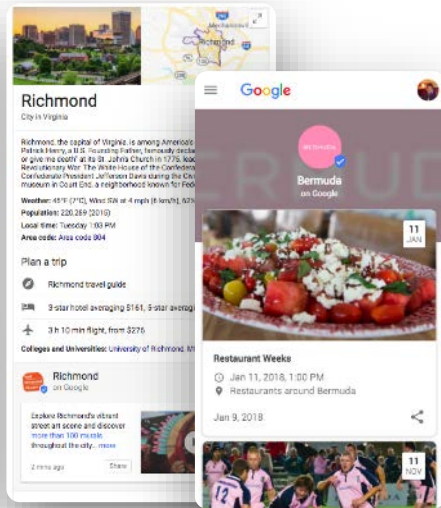 Richmond
Richmond
City in Virginia
Richmond, the capital of Virginia, is among America's
Patrick Henry, a U.S. Founding Father, famously
or give me death" at its St. John's Church in 1775,
Revolutionary War. The White House of the
Confederate President Jefferson Davis during the
museum in Court End, a neighborhood known for
Weather: 45°F (7°C), Wind SW at 4 mph (6 km/h),
Population: 220,289 (2015)
Local time: Tuesday 1:03 PM
Area code: Area code 804
Plan a trip
Richmond travel guide
3-star hotel averaging $161, 5-star
3 h 10 min flight, from $276
Colleges and Universities: University of Richmond,
Richmond
on Google
Explore Richmond's vibrant
street art scene and discover
more than 100 murals
throughout the city... more
2 mins ago
Share
Google
Bermuda
on Google
11
JAN
Restaurant Weeks
Jan 11, 2018, 1:00 PM
Restaurants around Bermuda
Jan 9, 2018
11
NOV
12
8